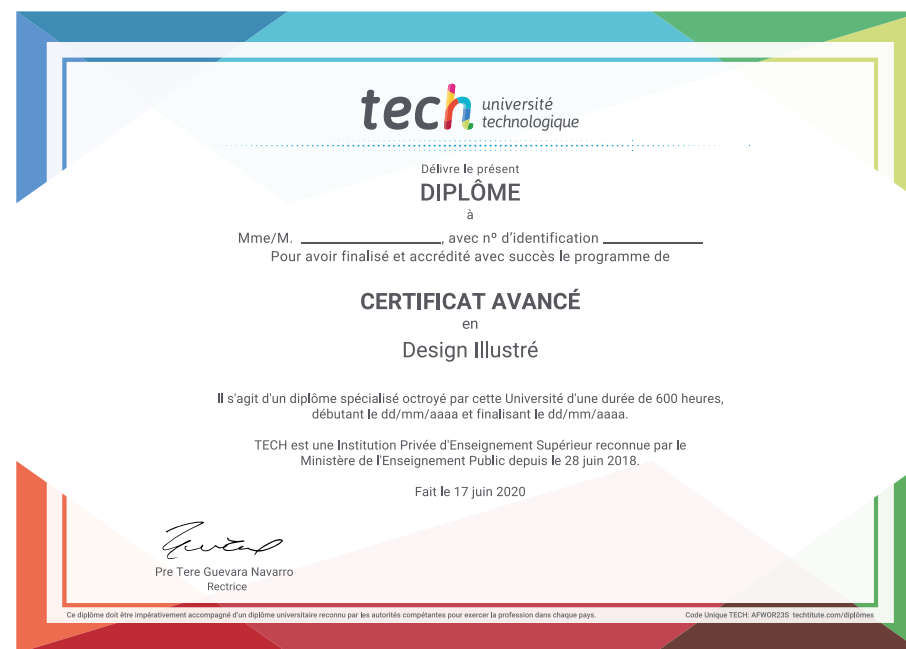 tech université
technologique
Délivre le présent
DIPLÔME
à
Mme/M. ____________________, avec nº d'identification ______________
Pour avoir finalisé et accrédité avec succès le programme de
CERTIFICAT AVANCÉ
en
Design Illustré
Il s'agit d'un diplôme spécialisé octroyé par cette Université d'une durée de 600 heures,
débutant le dd/mm/aaaa et finalisant le dd/mm/aaaa.
TECH est une Institution Privée d'Enseignement Supérieur reconnue par le
Ministère de l'Enseignement Public depuis le 28 juin 2018.
Fait le 17 juin 2020
Pre Tere Guevara Navarro
Rectrice
Ce diplôme doit être impérativement accompagné d'un diplôme universitaire reconnu par les autorités compétantes pour exercer la profession dans chaque pays.
Code Unique TECH: AFWOR23S techtitute.com/diplômes